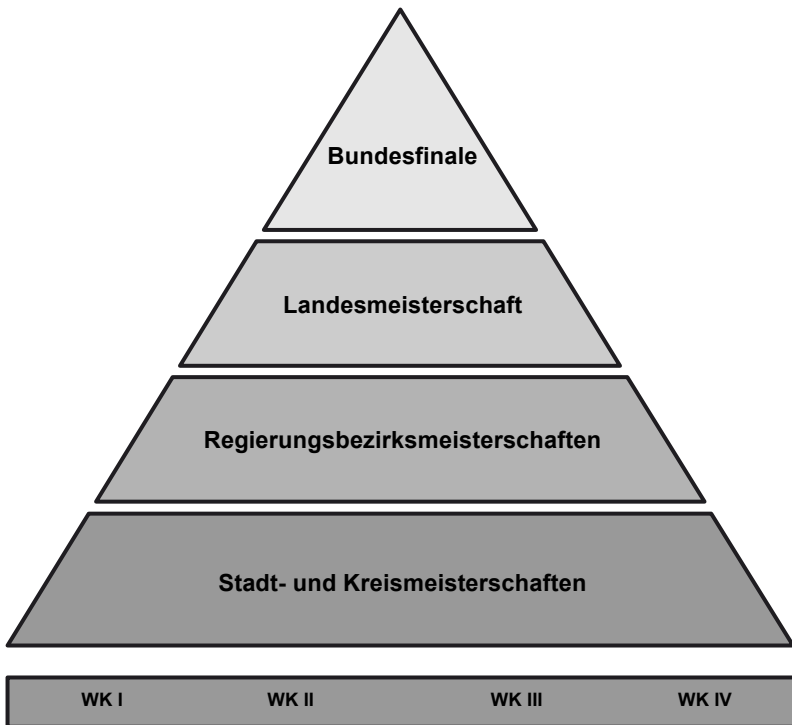 Bundesfinale
Landesmeisterschaft
Regierungsbezirksmeisterschaften
Stadt- und Kreismeisterschaften
WK I WK II WK III WK IV